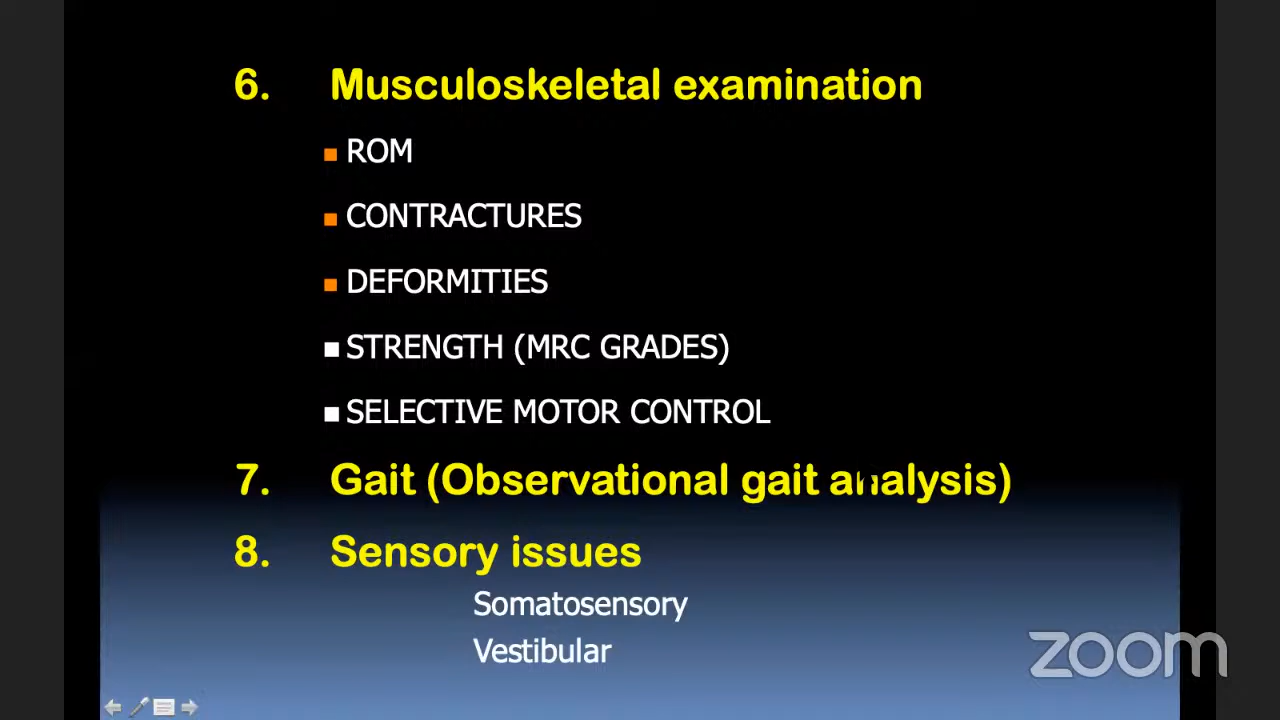 6. Musculoskeletal examination
ROM
CONTRACTURES
DEFORMITIES
STRENGTH (MRC GRADES)
SELECTIVE MOTOR CONTROL
7. Gait (Observational gait analysis)
8. Sensory issues
Somatosensory
Vestibular
zoom